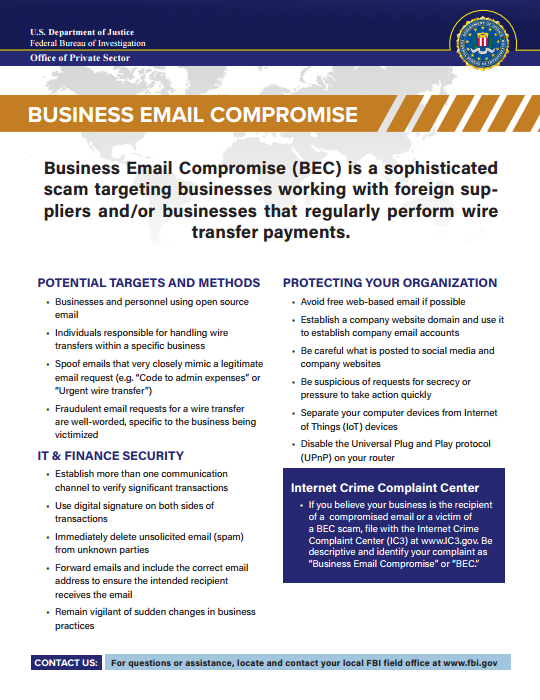 U.S. Department of Justice
Federal Bureau of Investigation
Office of Private Sector
BUSINESS EMAIL COMPROMISE
Business Email Compromise (BEC) is a sophisticated
scam targeting businesses working with foreign sup-
pliers and/or businesses that regularly perform wire
transfer payments.
POTENTIAL TARGETS AND METHODS
• Businesses and personnel using open source
email
• Individuals responsible for handling wire
transfers within a specific business
• Spoof emails that very closely mimic a legitimate
email request (e.g. "Code to admin expenses" or
"Urgent wire transfer")
• Fraudulent email requests for a wire transfer
are well-worded, specific to the business being
victimized
IT & FINANCE SECURITY
• Establish more than one communication
channel to verify significant transactions
• Use digital signature on both sides of
transactions
• Immediately delete unsolicited email (spam)
from unknown parties
• Forward emails and include the correct email
address to ensure the intended recipient
receives the email
• Remain vigilant of sudden changes in business
practices
PROTECTING YOUR ORGANIZATION
• Avoid free web-based email if possible
• Establish a company website domain and use it
to establish company email accounts
• Be careful what is posted to social media and
company websites
• Be suspicious of requests for secrecy or
pressure to take action quickly
• Separate your computer devices from Internet
of Things (IoT) devices
• Disable the Universal Plug and Play protocol
(UPnP) on your router
Internet Crime Complaint Center
• If you believe your business is the recipient
of a compromised email or a victim of
a BEC scam, file with the Internet Crime
Complaint Center (IC3) at www.IC3.gov. Be
descriptive and identify your complaint as
"Business Email Compromise" or "BEC."
CONTACT US: For questions or assistance, locate and contact your local FBI field office at www.fbi.gov